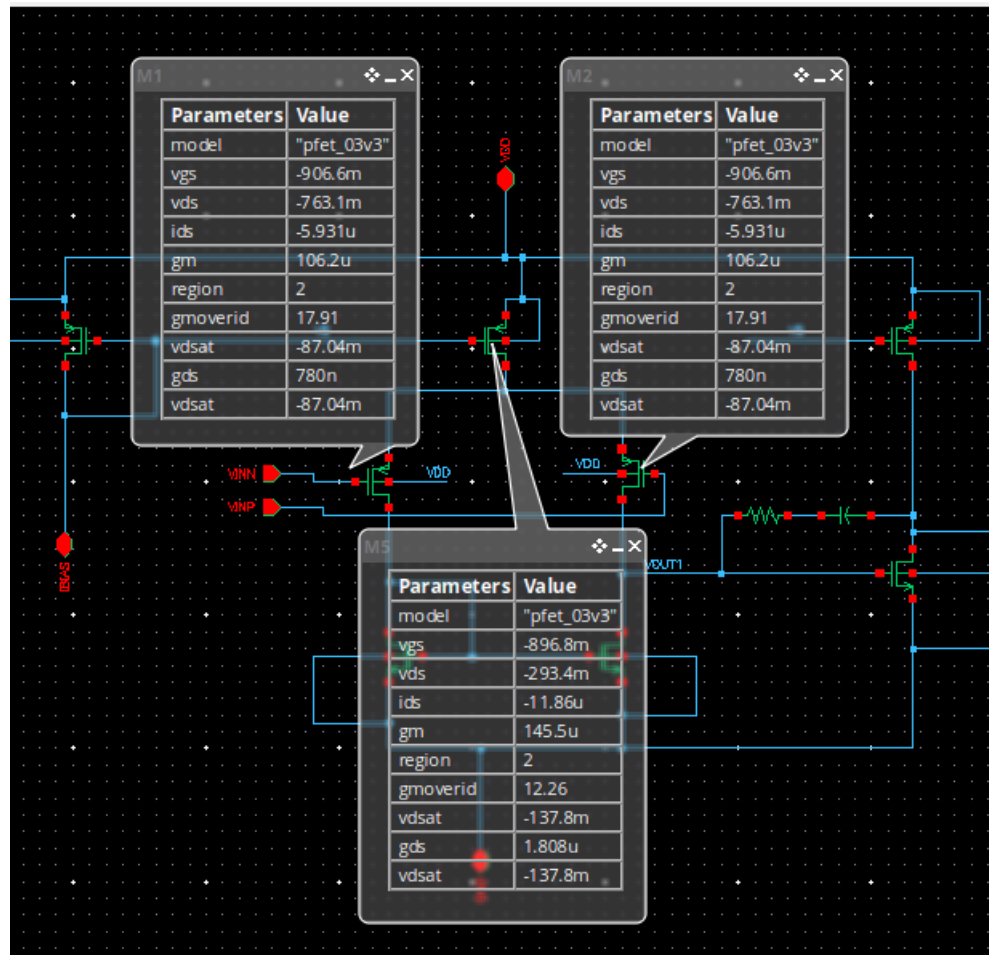 M1
Parameters Value
model "pfet_03v3"
vgs -906.6m
vds -763.1m
ids -5.931u
gm 106.2u
region 2
gmoverid 17.91
vdsat -87.04m
gds 780n
vdsat -87.04m
M2
Parameters Value
model "pfet_03v3"
vgs -906.6m
vds -763.1m
ids -5.931u
gm 106.2u
region 2
gmoverid 17.91
vdsat -87.04m
gds 780n
vdsat -87.04m
VDD
VINN
VDD
VDD
VINP
IBIAS
VOUT1
M5
Parameters Value
model "pfet_03v3"
vgs -896.8m
vds -293.4m
ids -11.86u
gm 145.5u
region 2
gmoverid 12.26
vdsat -137.8m
gds 1.808u
vdsat -137.8m